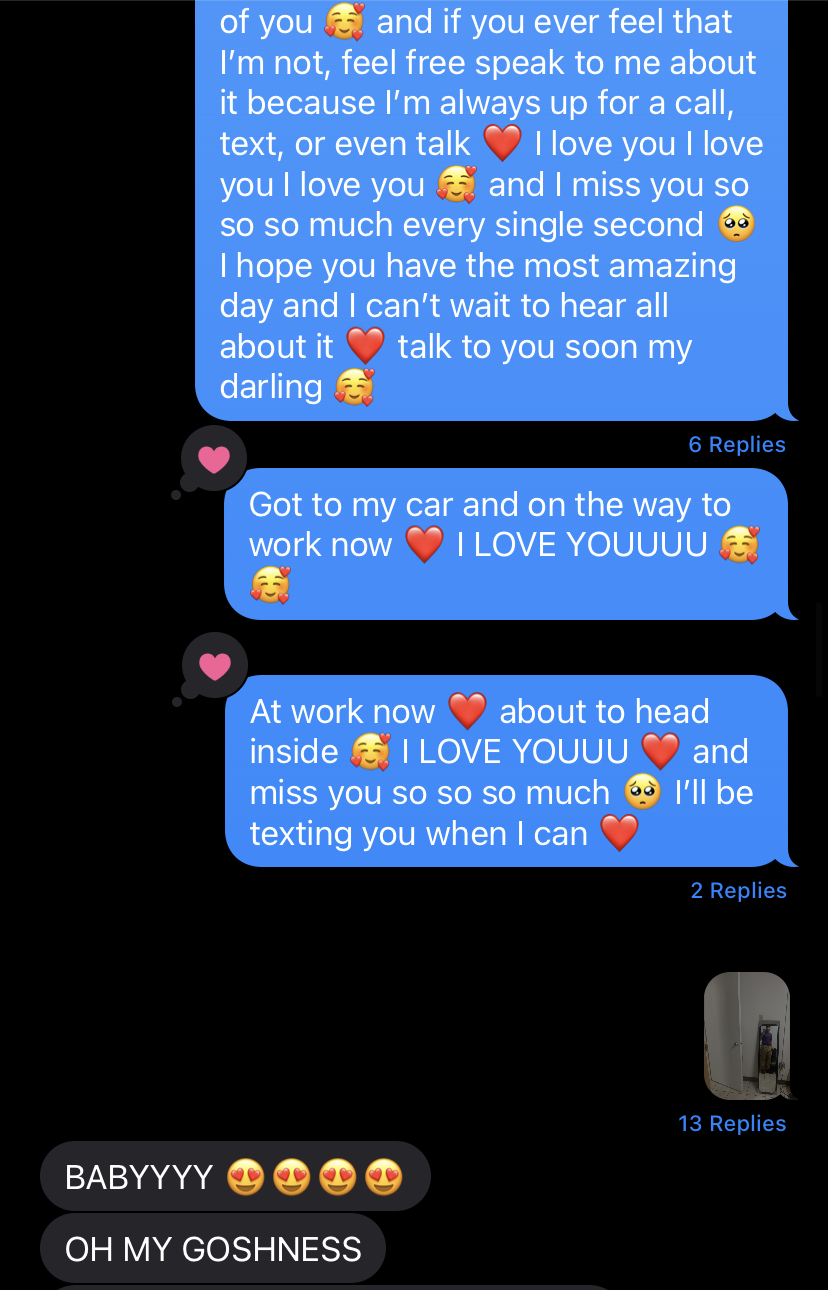 of you 🥰 and if you ever feel that
I'm not, feel free speak to me about
it because I'm always up for a call,
text, or even talk ❤️ I love you I love
you I love you 🥰 and I miss you so
so so much every single second 🥺
I hope you have the most amazing
day and I can't wait to hear all
about it ❤️ talk to you soon my
darling 🥰
6 Replies
Got to my car and on the way to
work now ❤️ I LOVE YOUUUU 🥰
🥰
At work now ❤️ about to head
inside 🥰 I LOVE YOUUU ❤️ and
miss you so so so much 🥺 I'll be
texting you when I can ❤️
2 Replies
13 Replies
BABYYYY 😍😍😍😍
OH MY GOSHNESS